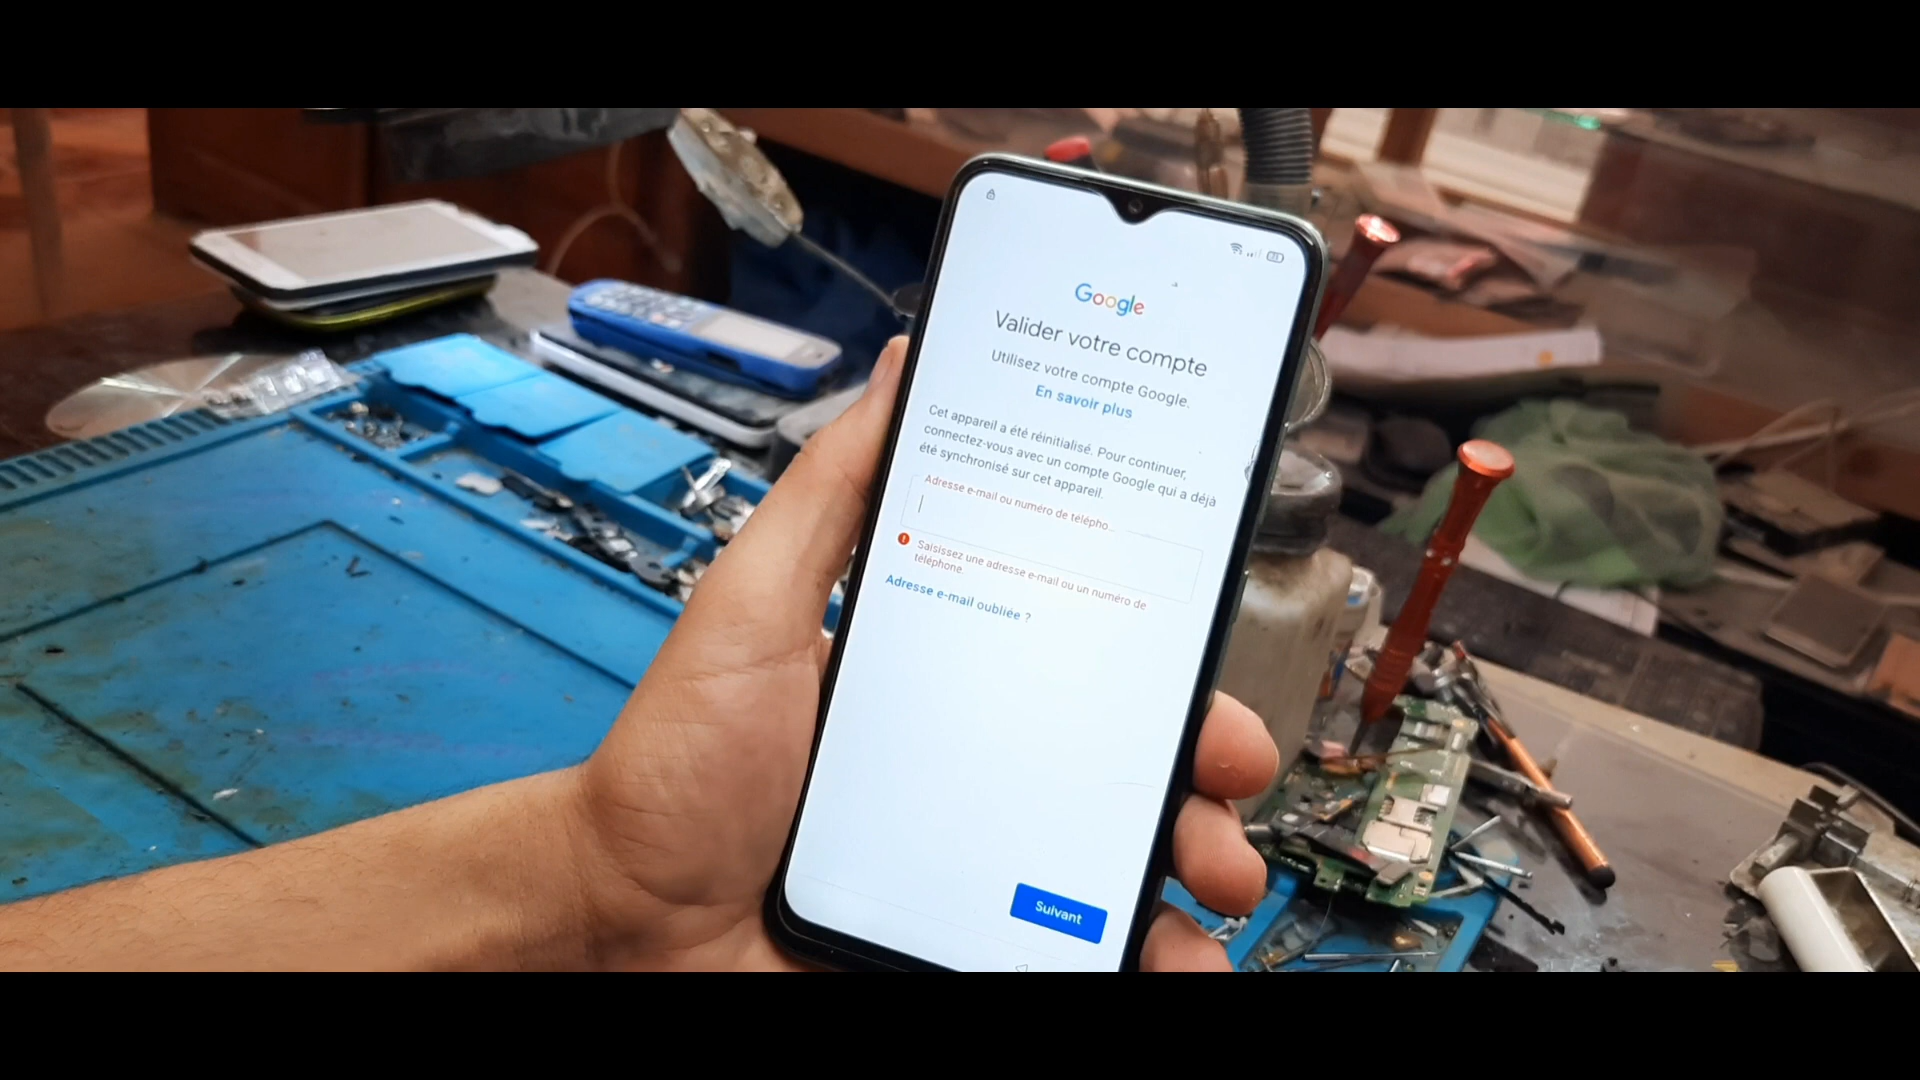 Google
Valider votre compte
Utilisez votre compte Google.
En savoir plus
Cet appareil a été réinitialisé. Pour continuer,
connectez-vous avec un compte Google qui a déjà
été synchronisé sur cet appareil.
Adresse e-mail ou numéro de télépho...
Saisissez une adresse e-mail ou un numéro de
téléphone.
Adresse e-mail oubliée ?
Suivant